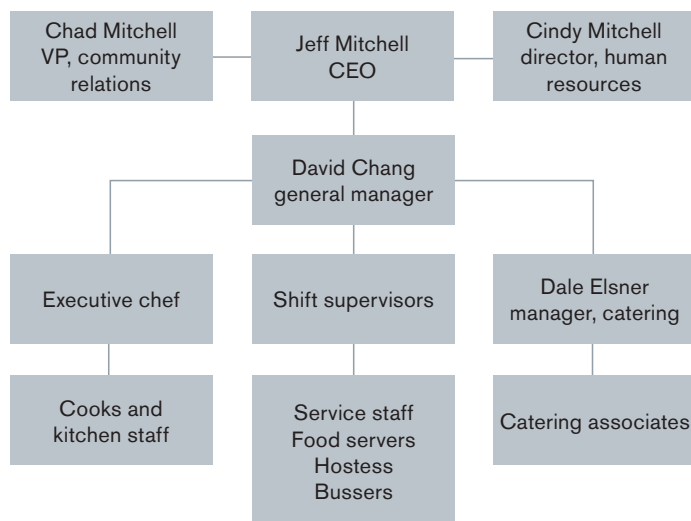 Chad Mitchell
VP, community
relations
Jeff Mitchell
CEO
Cindy Mitchell
director, human
resources
David Chang
general manager
Executive chef
Shift supervisors
Dale Elsner
manager, catering
Cooks and
kitchen staff
Service staff
Food servers
Hostess
Bussers
Catering associates